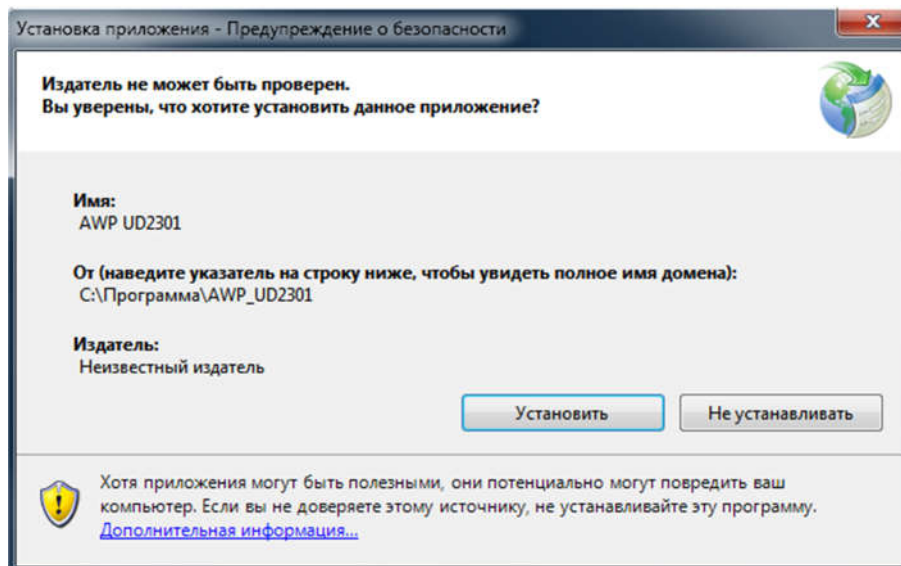 Установка приложения - Предупреждение о безопасности
Издатель не может быть проверен.
Вы уверены, что хотите установить данное приложение?
Имя:
AWP UD2301
От (наведите указатель на строку ниже, чтобы увидеть полное имя домена):
C:\Программа\AWP_UD2301
Издатель:
Неизвестный издатель
Установить
Не устанавливать
Хотя приложения могут быть полезными, они потенциально могут повредить ваш
компьютер. Если вы не доверяете этому источнику, не устанавливайте эту программу.
Дополнительная информация...